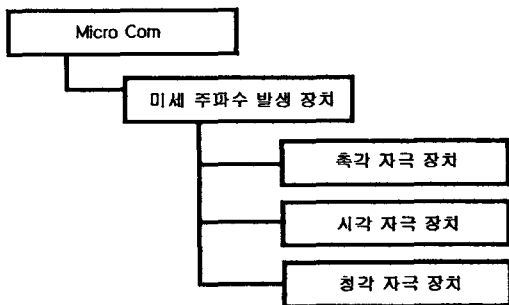 Micro Com
미세 주파수 발생 장치
촉각 자극 장치
시각 자극 장치
청각 자극 장치